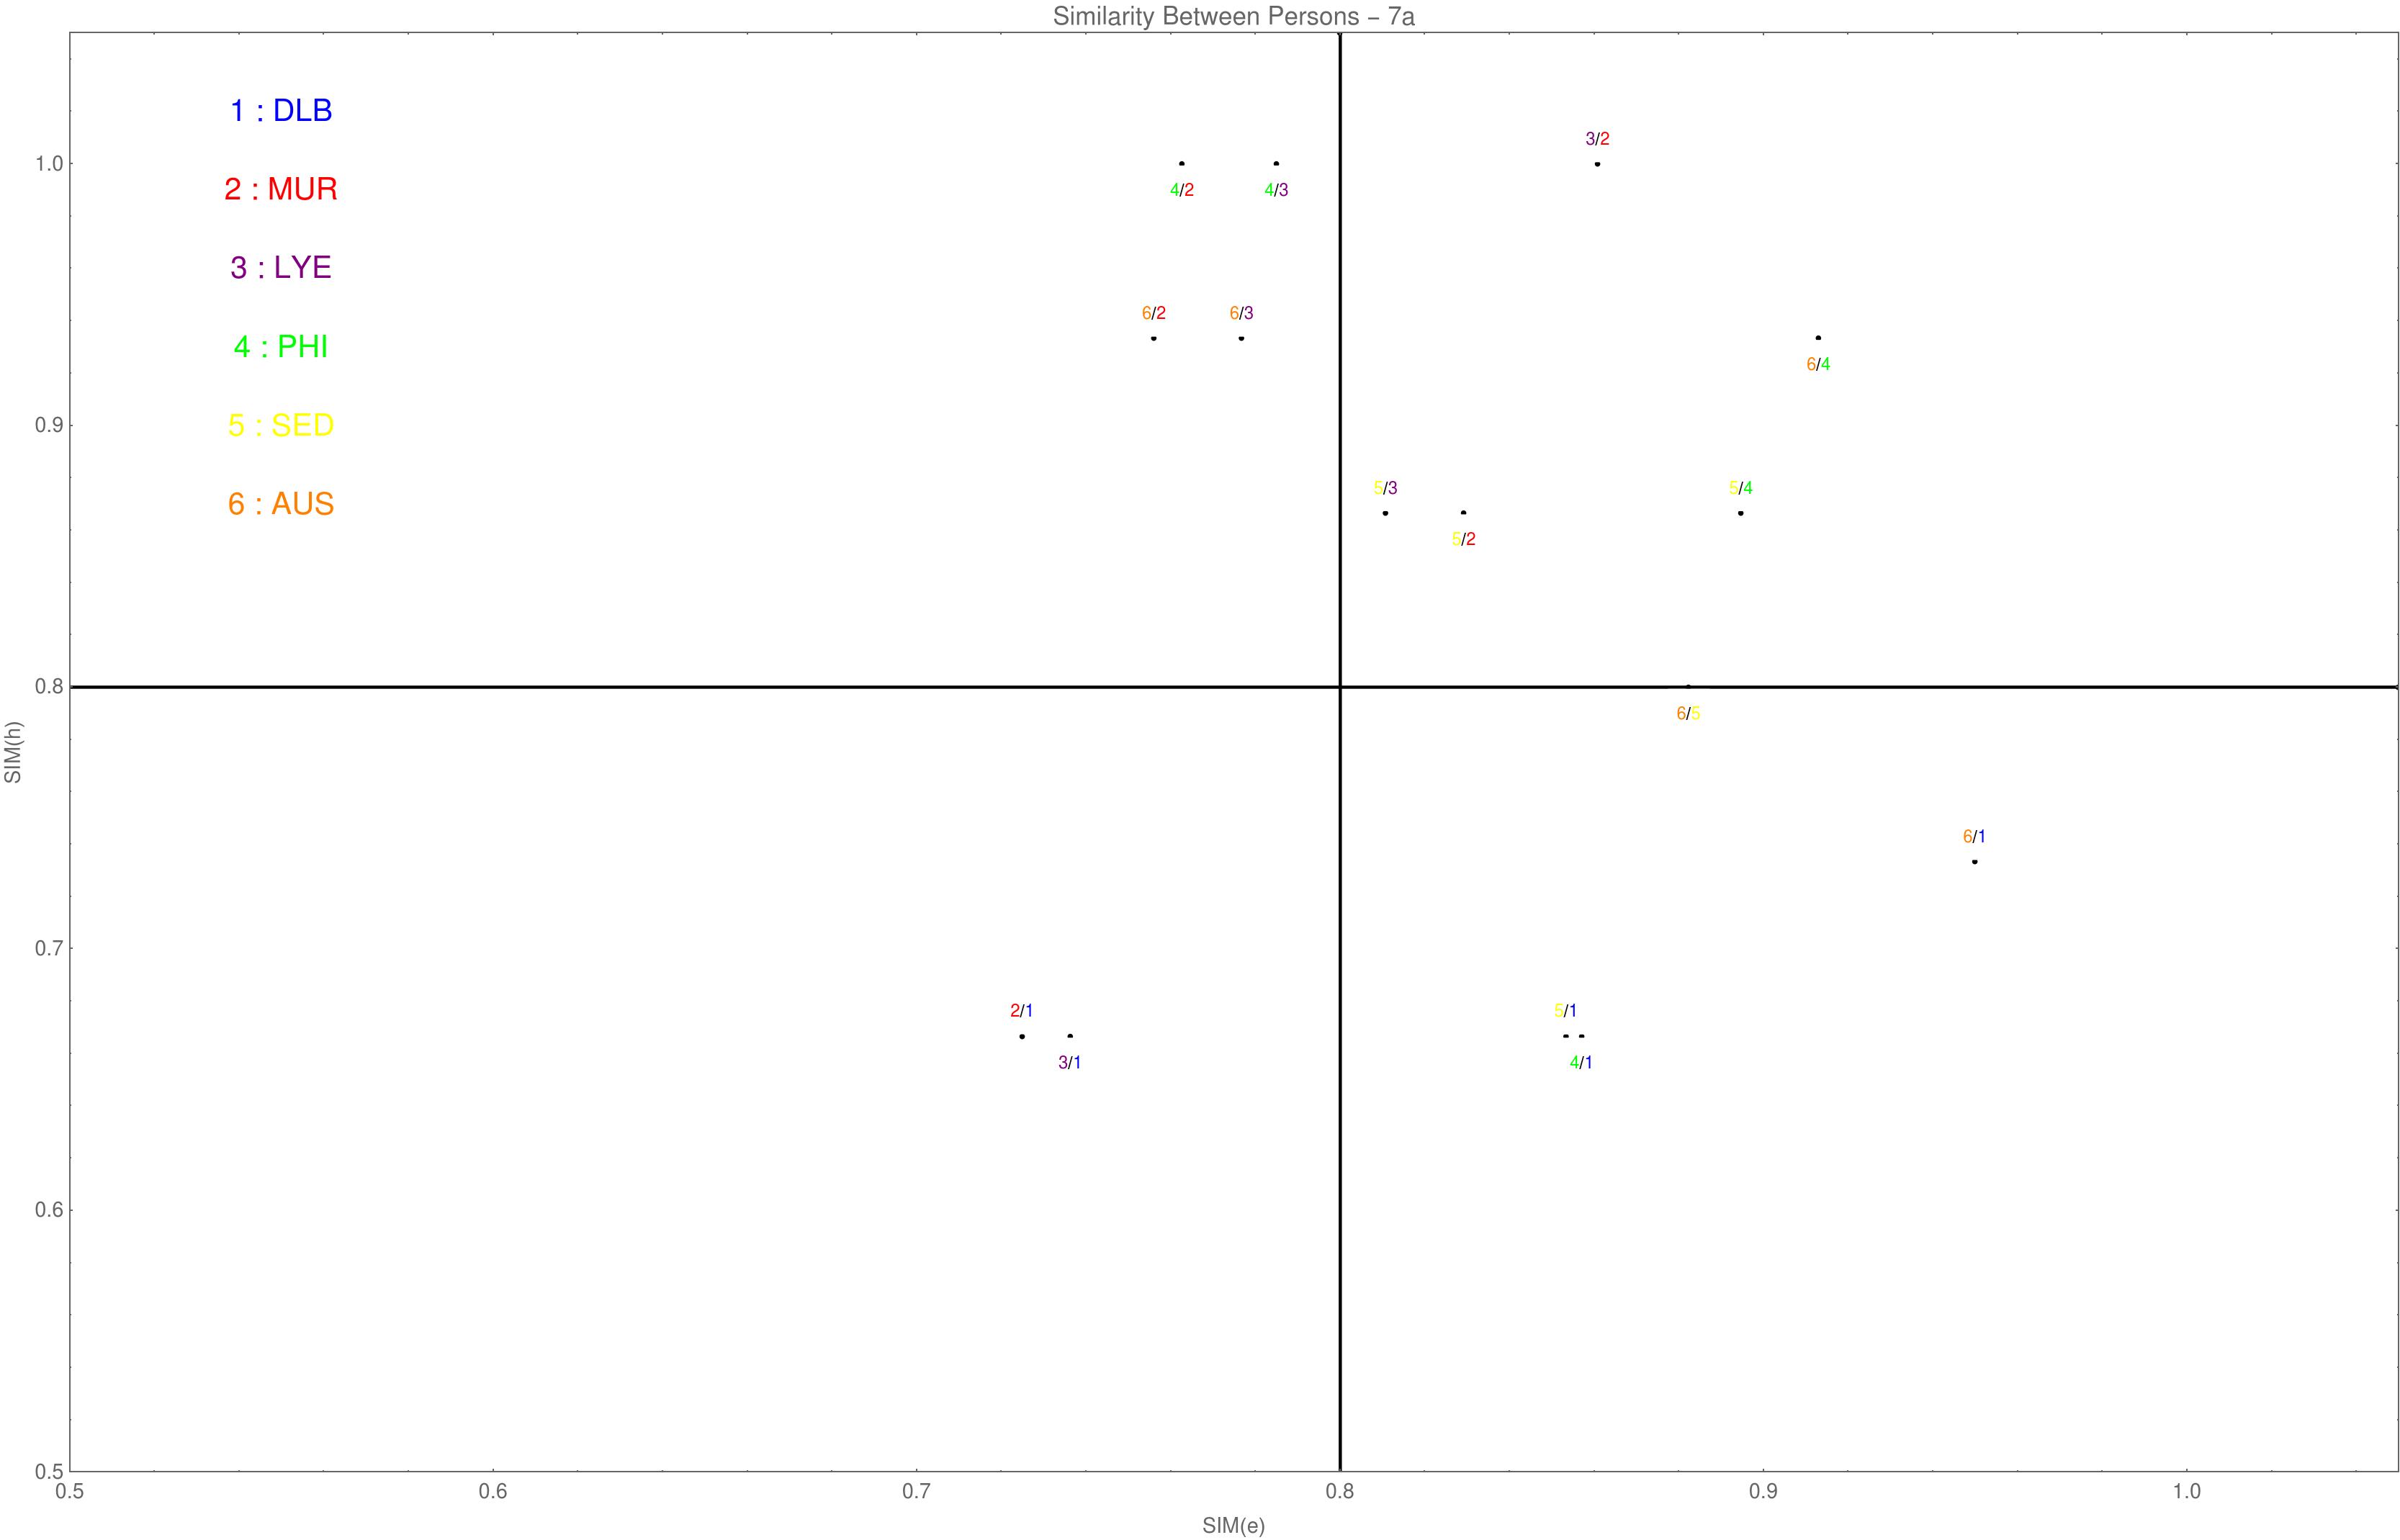 Similarity Between Persons – 7a
1 : DLB
3/2
1.0
4/2 4/3
2 : MUR
3 : LYE
6/2 6/3
4 : PHI
6/4
0.9
5 : SED
5/3 5/4
6 : AUS
5/2
0.8
6/5
SIM(h)
6/1
0.7
2/1 5/1
3/1 4/1
0.6
0.5
0.5 0.6 0.7 0.8 0.9 1.0
SIM(e)